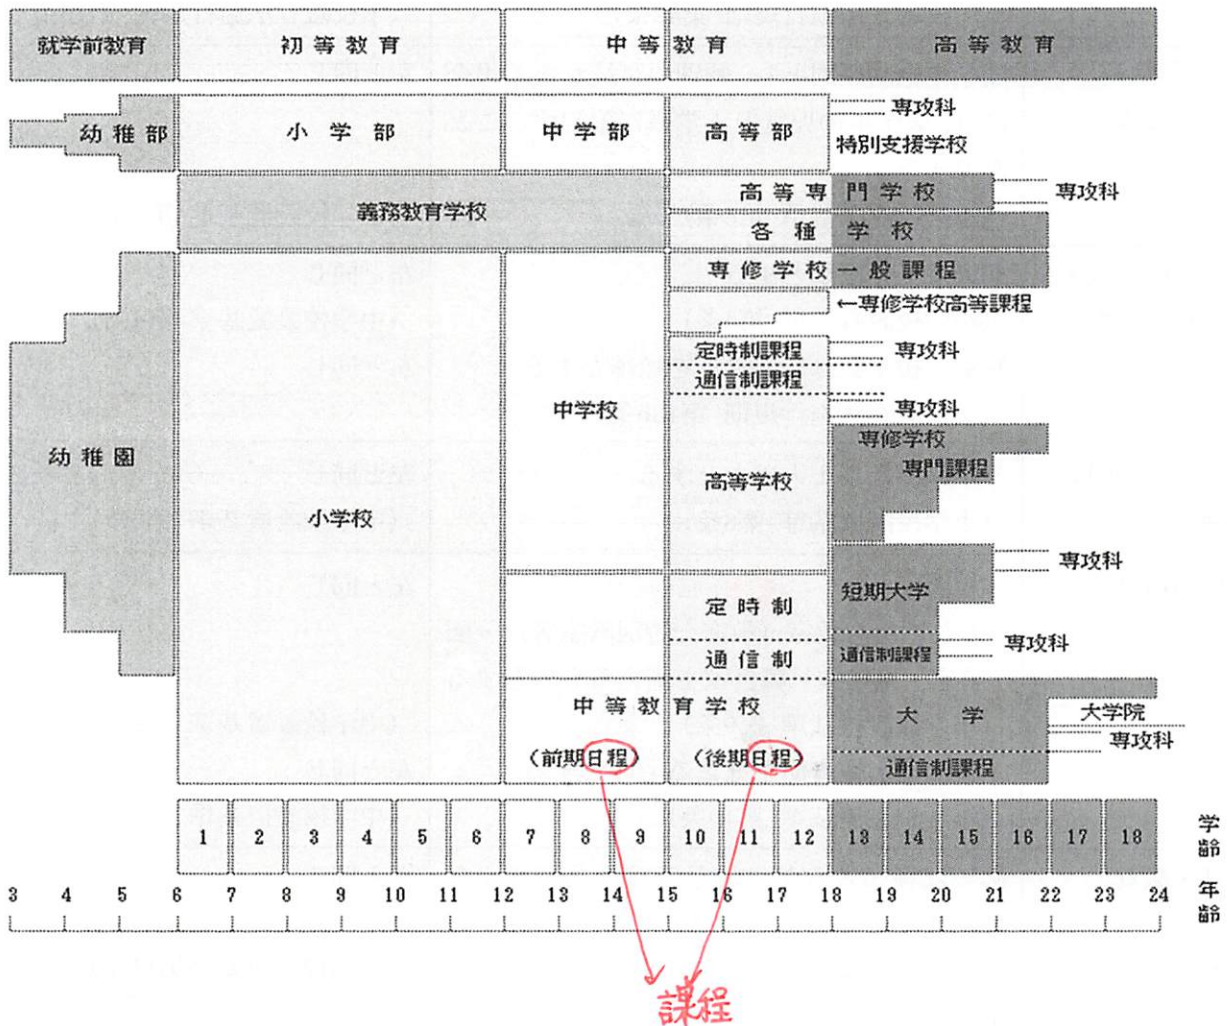 就学前教育 初等教育 中等教育 高等教育
幼稚部 小学部 中学部 高等部
専攻科
特別支援学校
義務教育学校
高等専門学校 専攻科
各種学校
専修学校一般課程
←専修学校高等課程
定時制課程 専攻科
通信制課程
専攻科
幼稚園
小学校
中学校
高等学校
専修学校
専門課程
専攻科
定時制 短期大学
通信制 通信制課程 専攻科
中等教育学校 大学 大学院
専攻科
〈前期日程〉 〈後期日程〉 通信制課程
1 2 3 4 5 6 7 8 9 10 11 12 13 14 15 16 17 18 学齢
3 4 5 6 7 8 9 10 11 12 13 14 15 16 17 18 19 20 21 22 23 24 年齢
課程